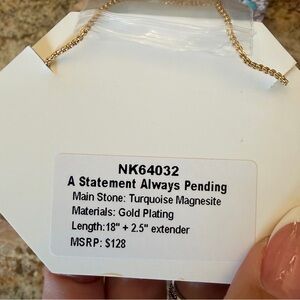 NK64032
A Statement Always Pending
Main Stone: Turquoise Magnesite
Materials: Gold Plating
Length:18" + 2.5" extender
MSRP: $128